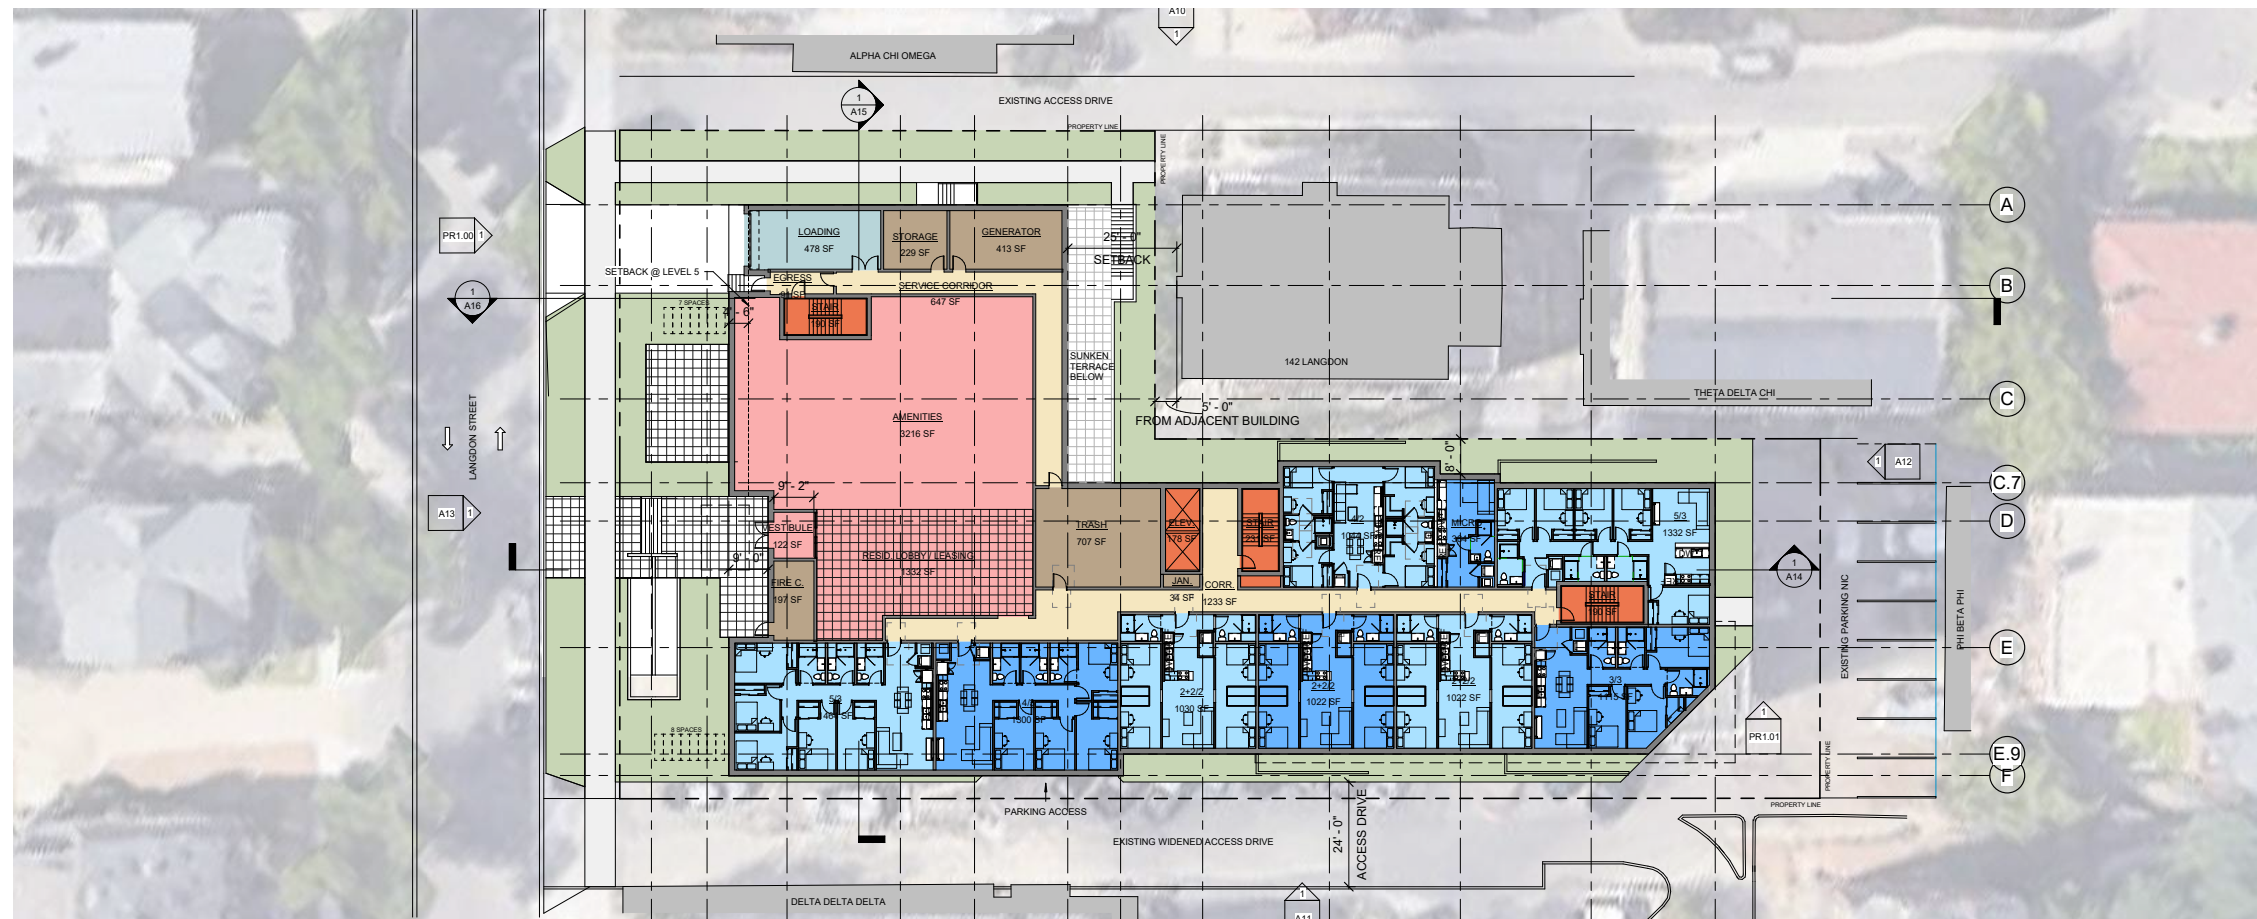 A10
1
ALPHA CHI OMEGA
1
A15
EXISTING ACCESS DRIVE
PROPERTY LINE
PROPERTY LINE
A
PR1.00
1
LOADING
478 SF
STORAGE
229 SF
GENERATOR
413 SF
25' - 0"
SETBACK
SETBACK @ LEVEL 5
EGRESS
SERVICE CORRIDOR
647 SF
B
1
A16
7 SPACES
4' - 6"
STAIR
190 SF
SUNKEN
TERRACE
BELOW
142 LANGDON
THETA DELTA CHI
C
5' - 0"
FROM ADJACENT BUILDING
AMENITIES
3216 SF
LANGDON STREET
8' - 0"
1
A12
C.7
9' - 2"
A13
1
VESTIBULE
122 SF
RESID. LOBBY / LEASING
1332 SF
TRASH
707 SF
ELEV.
178 SF
STAIR
4/2
MICRO
5/3
1332 SF
D
9' - 0"
FIRE C.
197 SF
JAN.
34 SF
CORR.
1233 SF
STAIR
190 SF
1
A14
EXISTING PARKING NIC
PHI BETA PHI
E
5/3
2+2/2
1030 SF
2+2/2
1022 SF
2+2/2
1022 SF
3/3
8 SPACES
1
PR1.01
E.9
F
PROPERTY LINE
PROPERTY LINE
PARKING ACCESS
EXISTING WIDENED ACCESS DRIVE
24' - 0"
ACCESS DRIVE
DELTA DELTA DELTA
1
A11